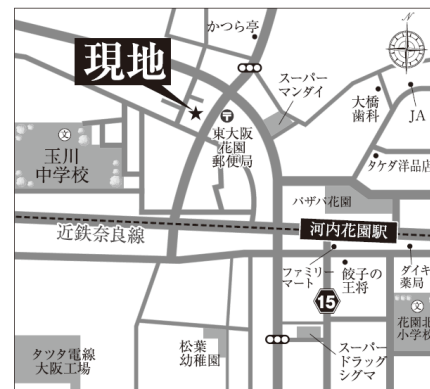 N
かつら亭
現地
スーパー
マンダイ
大橋
歯科
JA
東大阪
花園
郵便局
文
玉川
中学校
タケダ洋品店
バザパ花園
河内花園駅
近鉄奈良線
ファミリー
マート
餃子の
王将
ダイキ
薬局
15
文
花園北
小学校
松葉
幼稚園
スーパー
ドラッグ
シグマ
タツタ電線
大阪工場